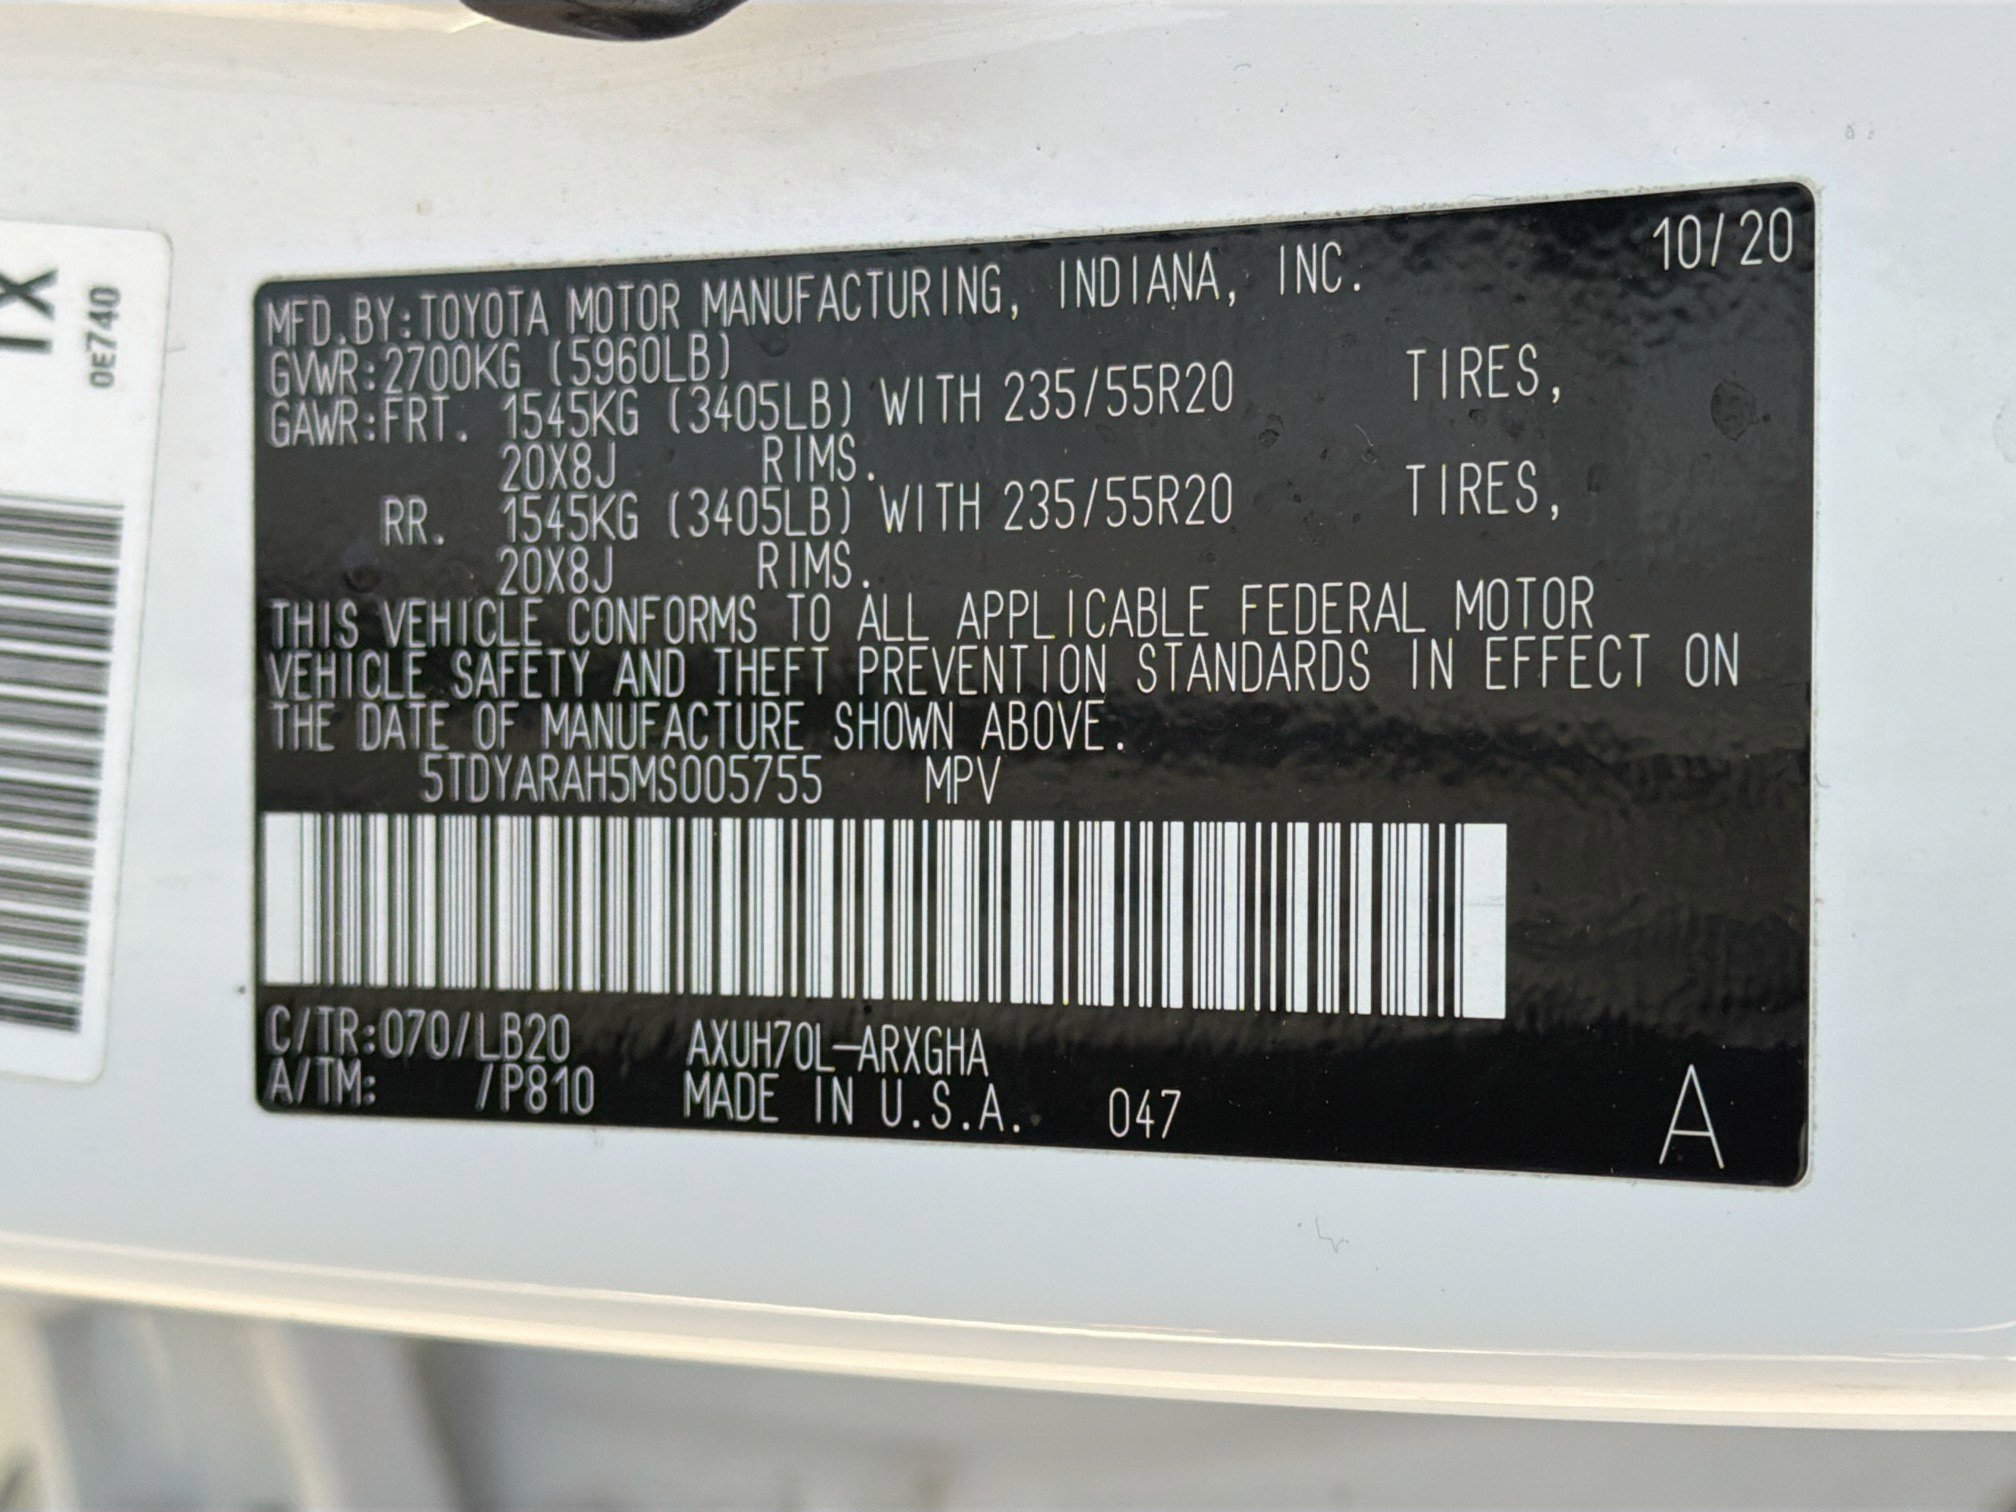 TX
0E740
10/20
MFD.BY:TOYOTA MOTOR MANUFACTURING, INDIANA, INC.
GVWR:2700KG (5960LB)
GAWR:FRT. 1545KG (3405LB) WITH 235/55R20 TIRES,
20X8J RIMS.
RR. 1545KG (3405LB) WITH 235/55R20 TIRES,
20X8J RIMS.
THIS VEHICLE CONFORMS TO ALL APPLICABLE FEDERAL MOTOR
VEHICLE SAFETY AND THEFT PREVENTION STANDARDS IN EFFECT ON
THE DATE OF MANUFACTURE SHOWN ABOVE.
5TDYARAH5MS005755 MPV
C/TR:070/LB20 AXUH70L-ARXGHA
A/TM: /P810 MADE IN U.S.A. 047 A